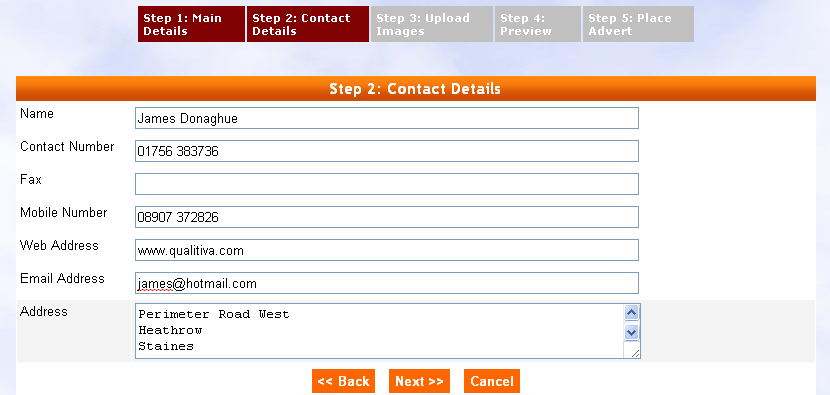 Step 1: Main Details
Step 2: Contact Details
Step 3: Upload Images
Step 4: Preview
Step 5: Place Advert
Step 2: Contact Details
Name
James Donaghue
Contact Number
01756 383736
Fax
Mobile Number
08907 372826
Web Address
www.qualitiva.com
Email Address
james@hotmail.com
Address
Perimeter Road West
Heathrow
Staines
<< Back
Next >>
Cancel